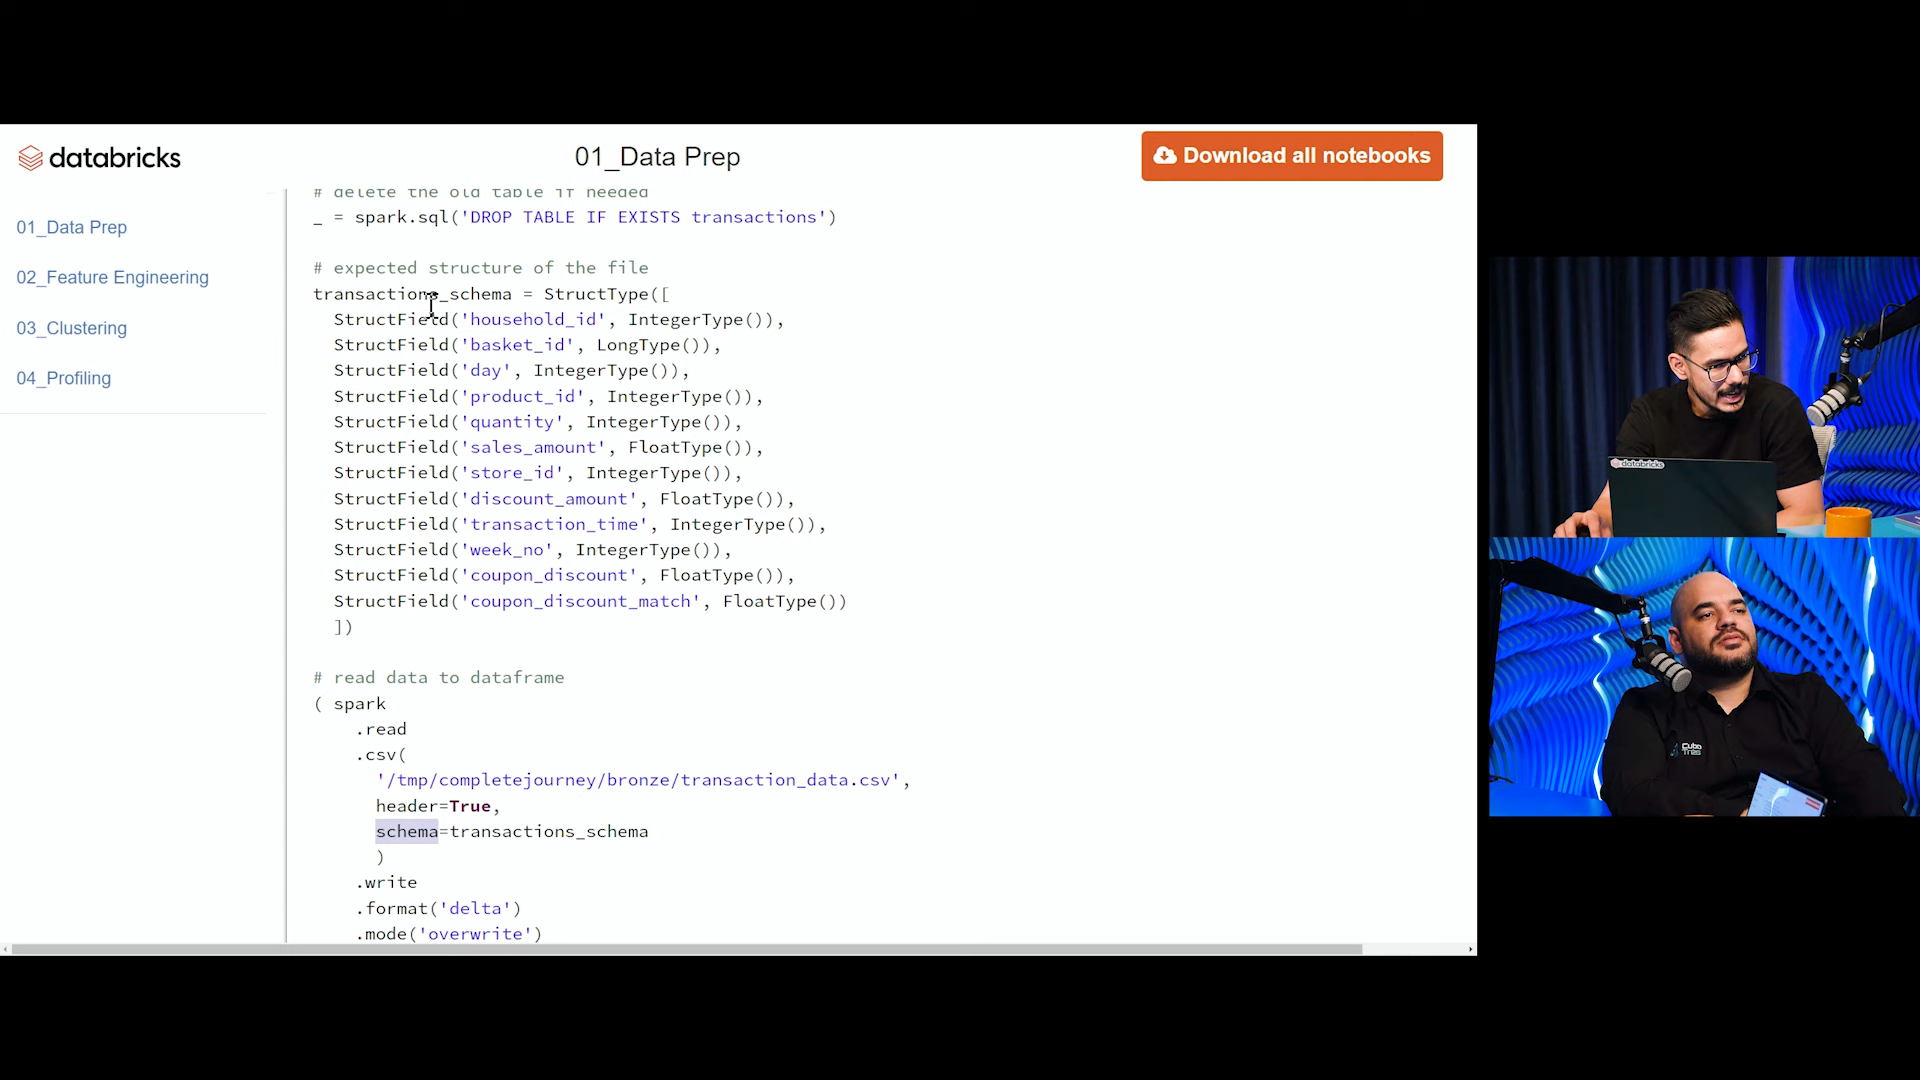 databricks
01_Data Prep
Download all notebooks
01_Data Prep
02_Feature Engineering
03_Clustering
04_Profiling
# delete the old table if needed
_ = spark.sql('DROP TABLE IF EXISTS transactions')
# expected structure of the file
transactions_schema = StructType([
StructField('household_id', IntegerType()),
StructField('basket_id', LongType()),
StructField('day', IntegerType()),
StructField('product_id', IntegerType()),
StructField('quantity', IntegerType()),
StructField('sales_amount', FloatType()),
StructField('store_id', IntegerType()),
StructField('discount_amount', FloatType()),
StructField('transaction_time', IntegerType()),
StructField('week_no', IntegerType()),
StructField('coupon_discount', FloatType()),
StructField('coupon_discount_match', FloatType())
])
# read data to dataframe
( spark
.read
.csv(
'/tmp/completejourney/bronze/transaction_data.csv',
header=True,
schema=transactions_schema
)
.write
.format('delta')
.mode('overwrite')
databricks
Cubo
Três